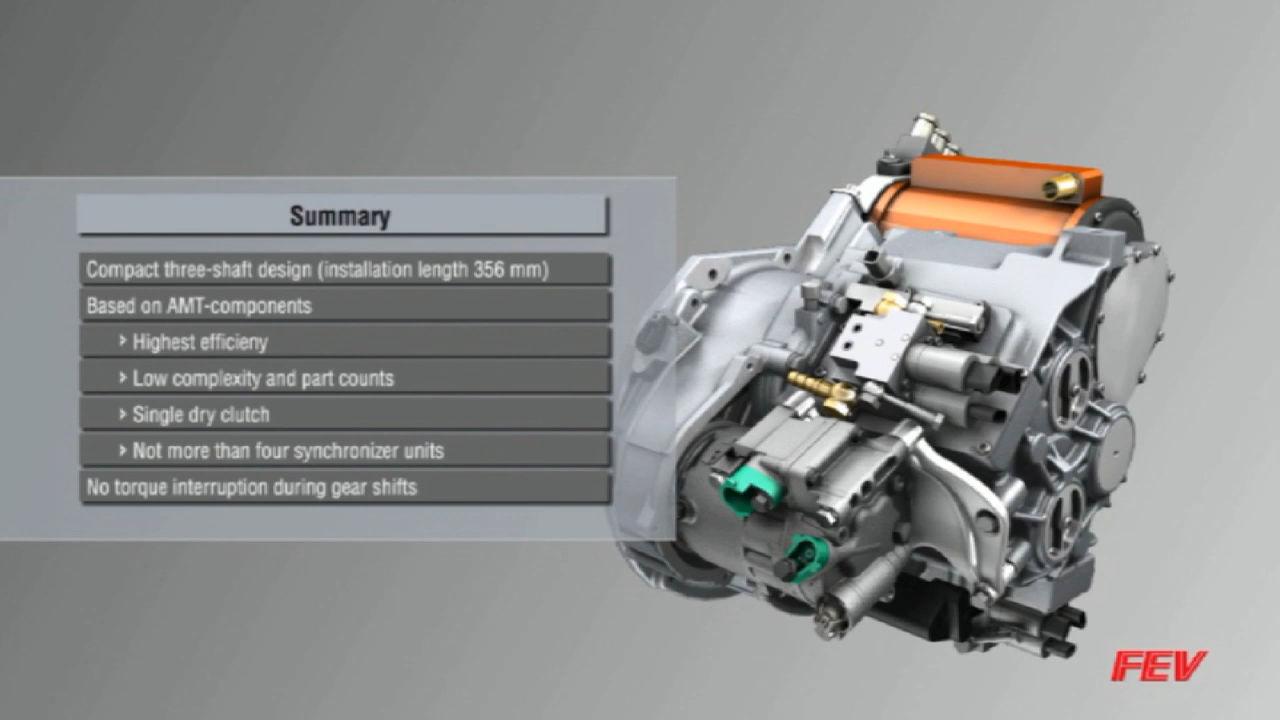 Summary
Compact three-shaft design (installation length 356 mm)
Based on AMT-components
> Highest efficieny
> Low complexity and part counts
> Single dry clutch
> Not more than four synchronizer units
No torque interruption during gear shifts
FEV